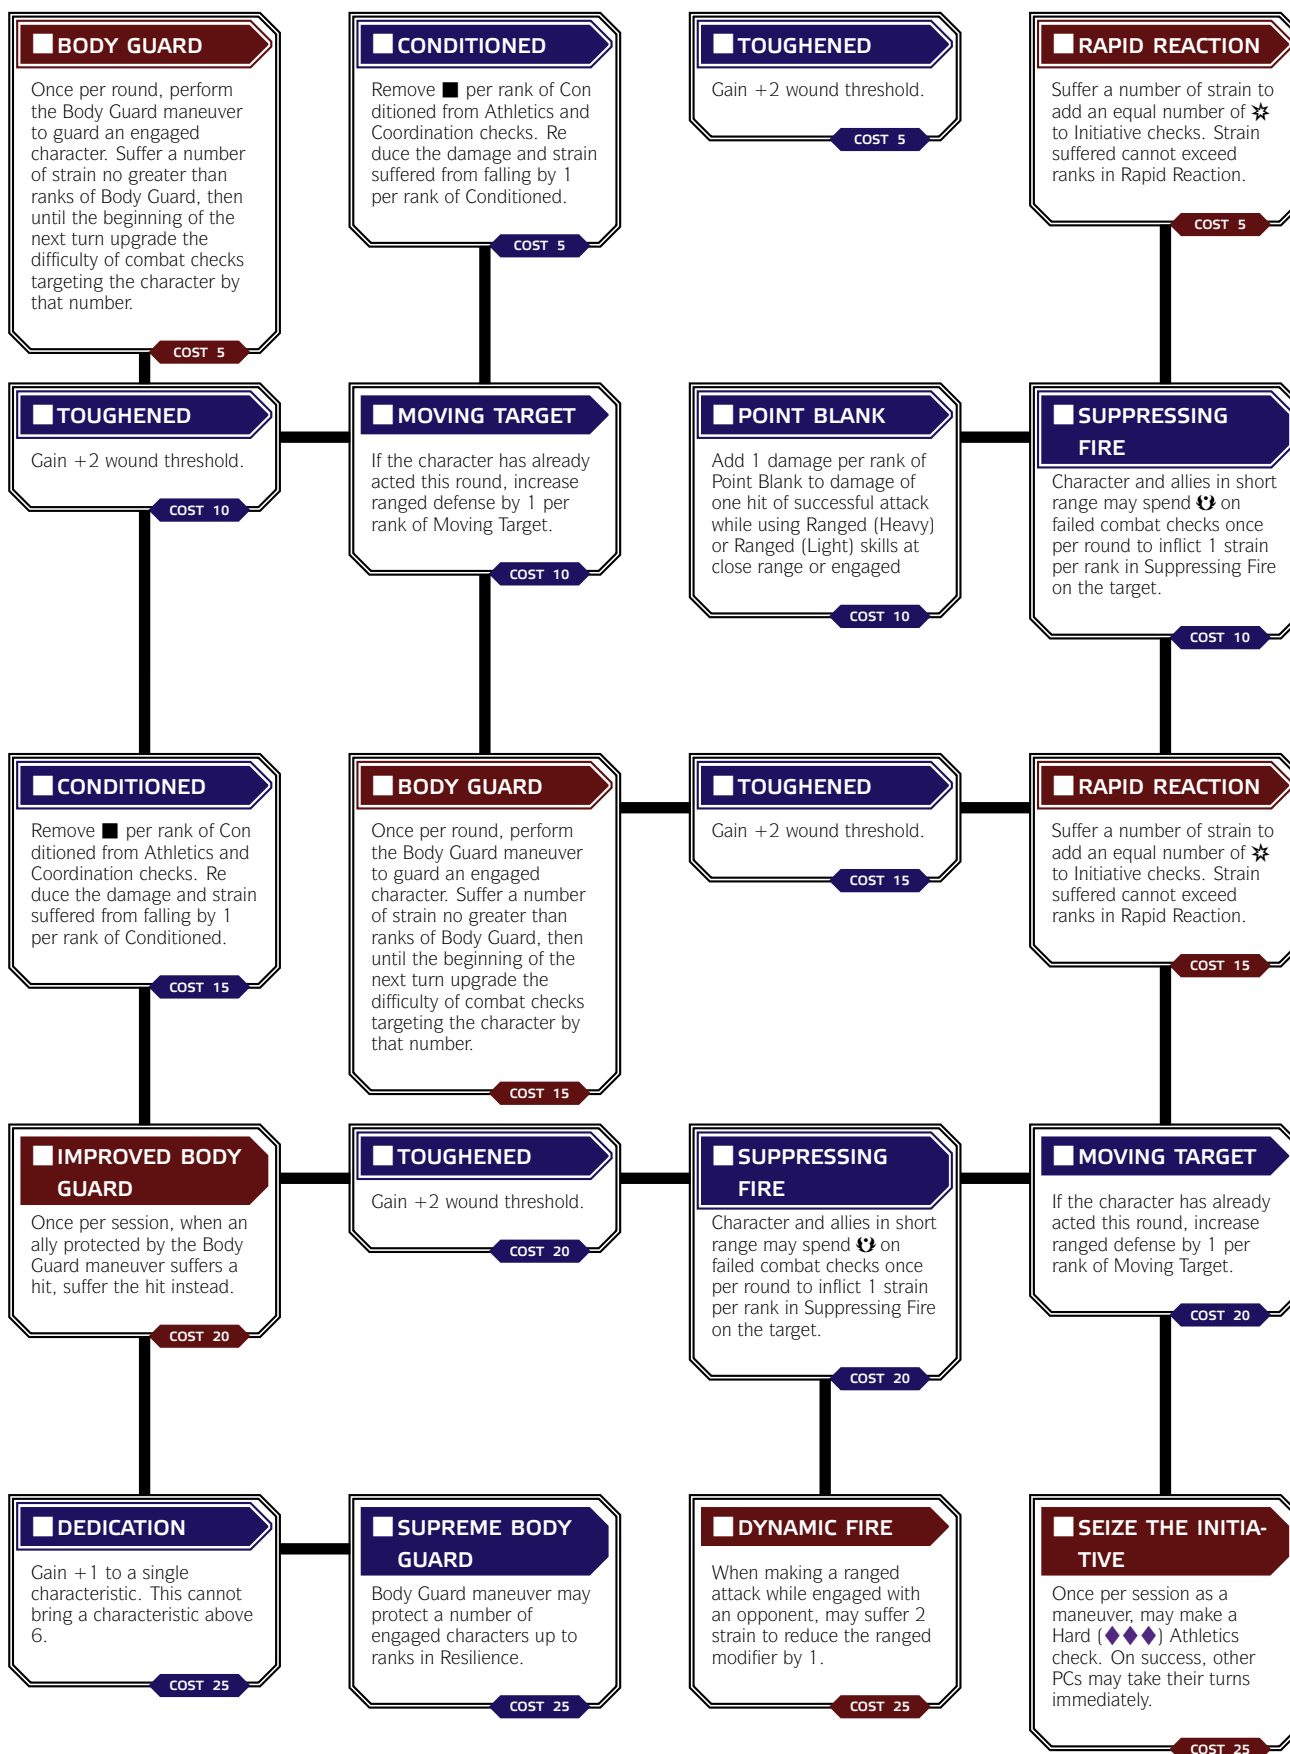 BODY GUARD
Once per round, perform
the Body Guard maneuver
to guard an engaged
character. Suffer a number
of strain no greater than
ranks of Body Guard, then
until the beginning of the
next turn upgrade the
difficulty of combat checks
targeting the character by
that number.
COST 5
CONDITIONED
Remove ■ per rank of Con
ditioned from Athletics and
Coordination checks. Re
duce the damage and strain
suffered from falling by 1
per rank of Conditioned.
COST 5
TOUGHENED
Gain +2 wound threshold.
COST 5
RAPID REACTION
Suffer a number of strain to
add an equal number of
to Initiative checks. Strain
suffered cannot exceed
ranks in Rapid Reaction.
COST 5
TOUGHENED
Gain +2 wound threshold.
COST 10
MOVING TARGET
If the character has already
acted this round, increase
ranged defense by 1 per
rank of Moving Target.
COST 10
POINT BLANK
Add 1 damage per rank of
Point Blank to damage of
one hit of successful attack
while using Ranged (Heavy)
or Ranged (Light) skills at
close range or engaged
COST 10
SUPPRESSING
FIRE
Character and allies in short
range may spend on
failed combat checks once
per round to inflict 1 strain
per rank in Suppressing Fire
on the target.
COST 10
CONDITIONED
Remove ■ per rank of Con
ditioned from Athletics and
Coordination checks. Re
duce the damage and strain
suffered from falling by 1
per rank of Conditioned.
COST 15
BODY GUARD
Once per round, perform
the Body Guard maneuver
to guard an engaged
character. Suffer a number
of strain no greater than
ranks of Body Guard, then
until the beginning of the
next turn upgrade the
difficulty of combat checks
targeting the character by
that number.
COST 15
TOUGHENED
Gain +2 wound threshold.
COST 15
RAPID REACTION
Suffer a number of strain to
add an equal number of
to Initiative checks. Strain
suffered cannot exceed
ranks in Rapid Reaction.
COST 15
IMPROVED BODY
GUARD
Once per session, when an
ally protected by the Body
Guard maneuver suffers a
hit, suffer the hit instead.
COST 20
TOUGHENED
Gain +2 wound threshold.
COST 20
SUPPRESSING
FIRE
Character and allies in short
range may spend on
failed combat checks once
per round to inflict 1 strain
per rank in Suppressing Fire
on the target.
COST 20
MOVING TARGET
If the character has already
acted this round, increase
ranged defense by 1 per
rank of Moving Target.
COST 20
DEDICATION
Gain +1 to a single
characteristic. This cannot
bring a characteristic above
6.
COST 25
SUPREME BODY
GUARD
Body Guard maneuver may
protect a number of
engaged characters up to
ranks in Resilience.
COST 25
DYNAMIC FIRE
When making a ranged
attack while engaged with
an opponent, may suffer 2
strain to reduce the ranged
modifier by 1.
COST 25
SEIZE THE INITIA-
TIVE
Once per session as a
maneuver, may make a
Hard (◆◆◆) Athletics
check. On success, other
PCs may take their turns
immediately.
COST 25